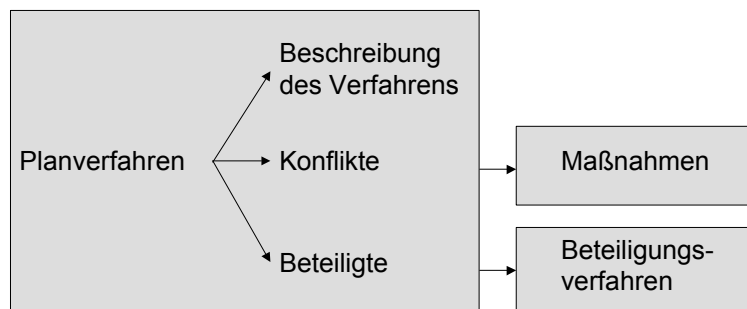 Beschreibung
des Verfahrens
Planverfahren
Konflikte
Maßnahmen
Beteiligte
Beteiligungs-
verfahren